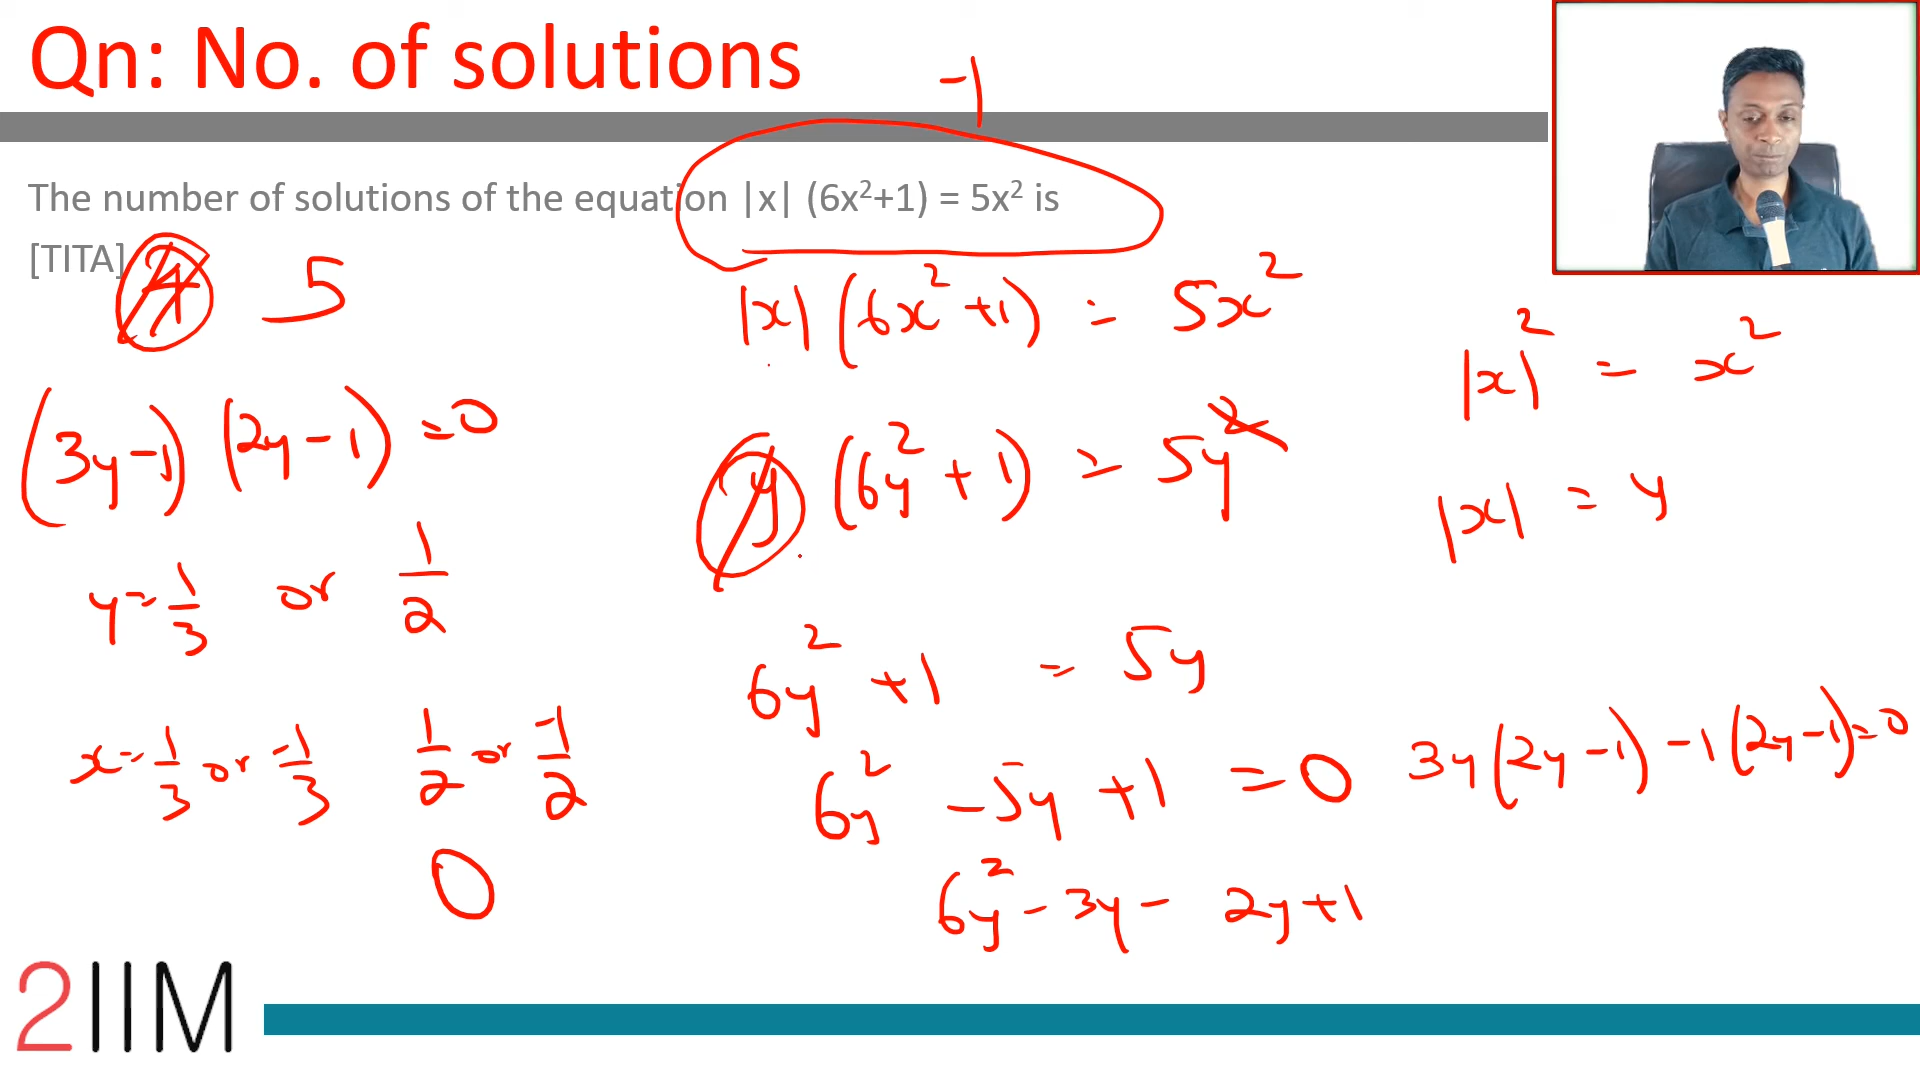 Qn: No. of solutions
-1
The number of solutions of the equation |x| (6x²+1) = 5x² is
[TITA]
4 5
|x| (6x² +1) = 5x²
|x|² = x²
(3y-1) (2y-1) =0
y (6y² + 1) = 5y²
|x| = y
y= 1/3 or 1/2
6y² +1 = 5y
x= 1/3 or -1/3 1/2 or -1/2
6y² -5y +1 =0
3y(2y-1) -1(2y-1)=0
0
6y² - 3y - 2y+1
2IIM